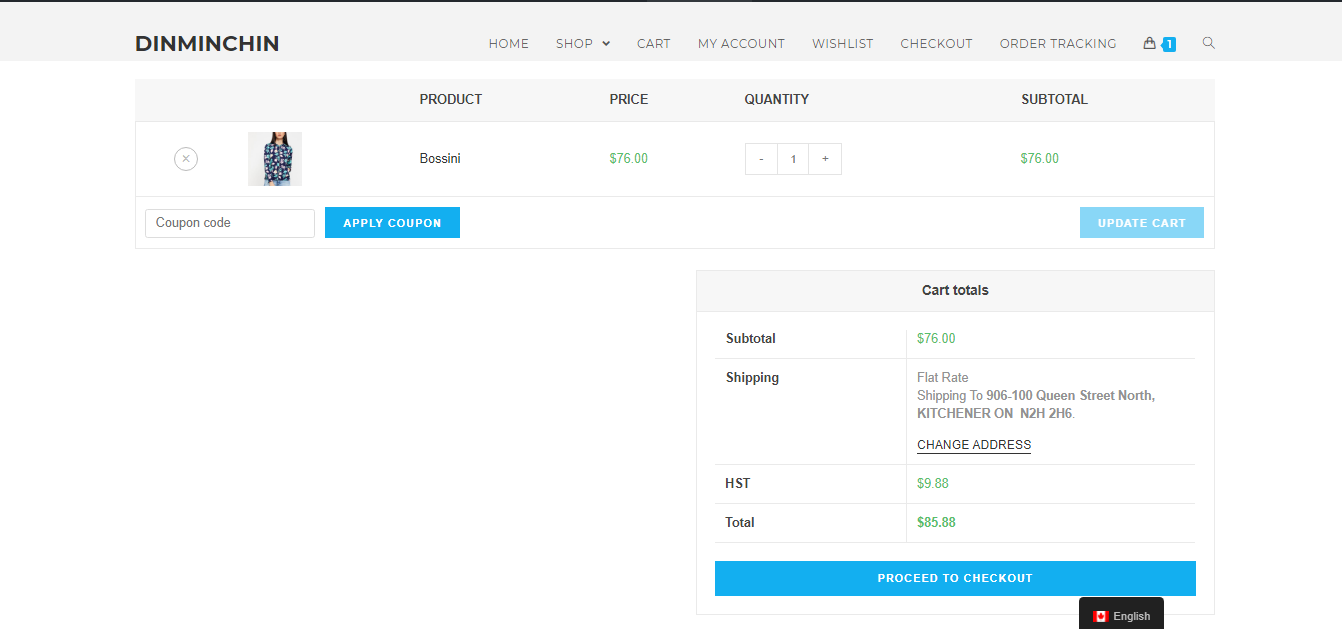 DINMINCHIN
HOME SHOP CART MY ACCOUNT WISHLIST CHECKOUT ORDER TRACKING 1
PRODUCT PRICE QUANTITY SUBTOTAL
× Bossini $76.00 - 1 + $76.00
Coupon code APPLY COUPON UPDATE CART
Cart totals
Subtotal $76.00
Shipping Flat Rate
Shipping To 906-100 Queen Street North,
KITCHENER ON N2H 2H6.
CHANGE ADDRESS
HST $9.88
Total $85.88
PROCEED TO CHECKOUT
English